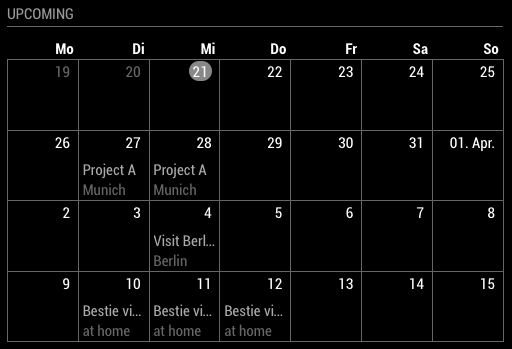 UPCOMING
Mo Di Mi Do Fr Sa So
19 20 21 22 23 24 25
26 27 28 29 30 31 01. Apr.
Project A Project A
Munich Munich
2 3 4 5 6 7 8
Visit Berl...
Berlin
9 10 11 12 13 14 15
Bestie vi... Bestie vi... Bestie vi...
at home at home at home